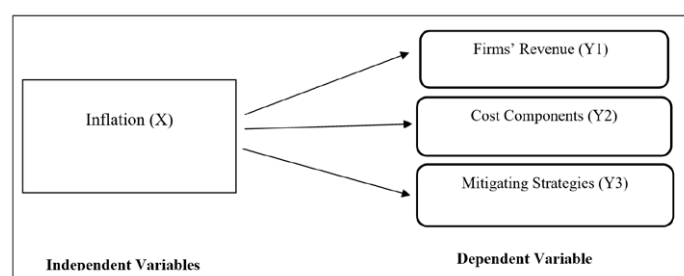 Firms' Revenue (Y1)
Inflation (X)
Cost Components (Y2)
Mitigating Strategies (Y3)
Independent Variables
Dependent Variable